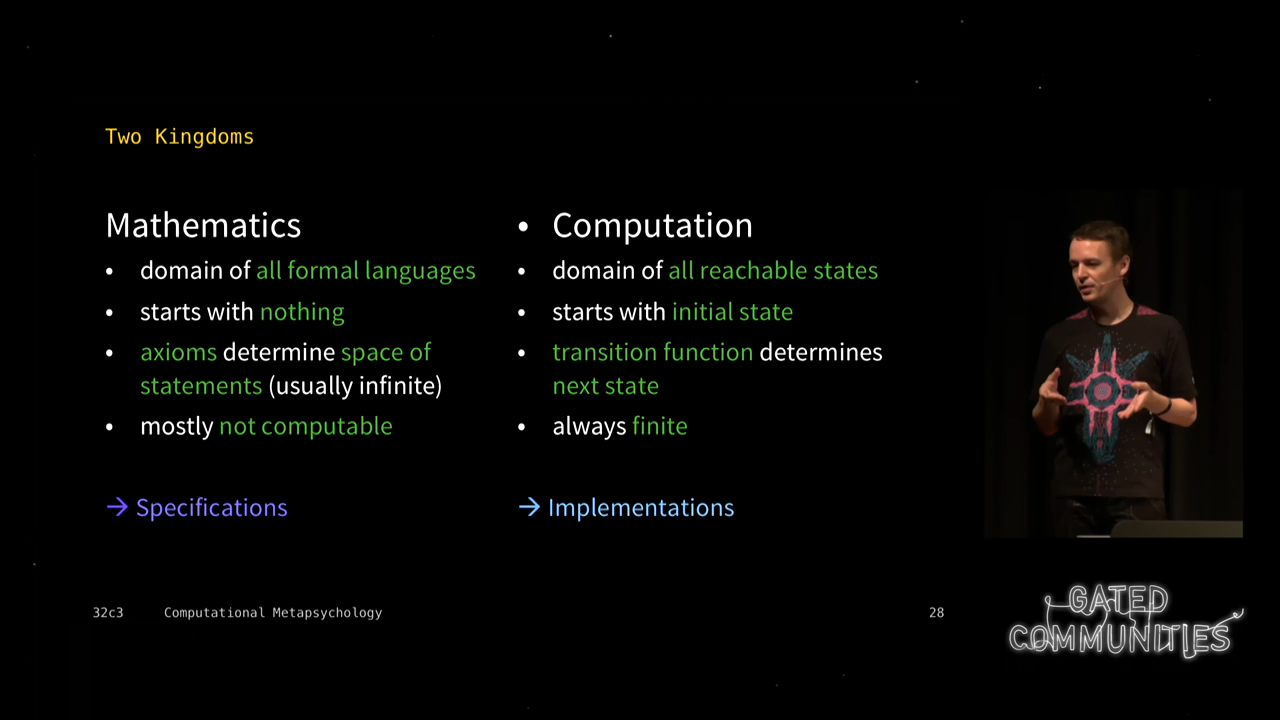 Two Kingdoms
Mathematics
• domain of all formal languages
• starts with nothing
• axioms determine space of
statements (usually infinite)
• mostly not computable
→ Specifications
• Computation
• domain of all reachable states
• starts with initial state
• transition function determines
next state
• always finite
→ Implementations
32c3 Computational Metapsychology 28
GATED
COMMUNITIES